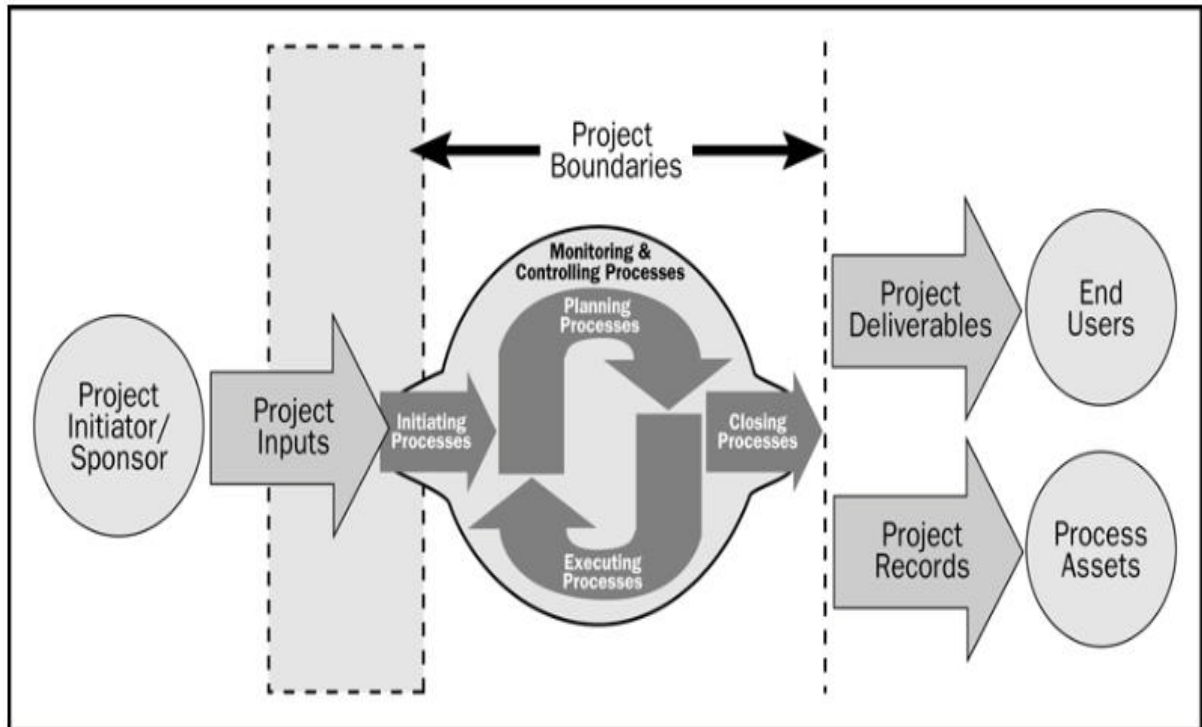 Project
Boundaries
Monitoring &
Controlling Processes
Planning
Processes
Project
Initiator/
Sponsor
Project
Inputs
Initiating
Processes
Closing
Processes
Executing
Processes
Project
Deliverables
End
Users
Project
Records
Process
Assets